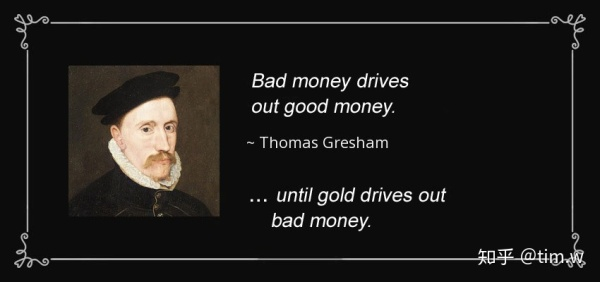 Bad money drives
out good money.
~ Thomas Gresham
... until gold drives out
bad money.
知乎 @tim.w